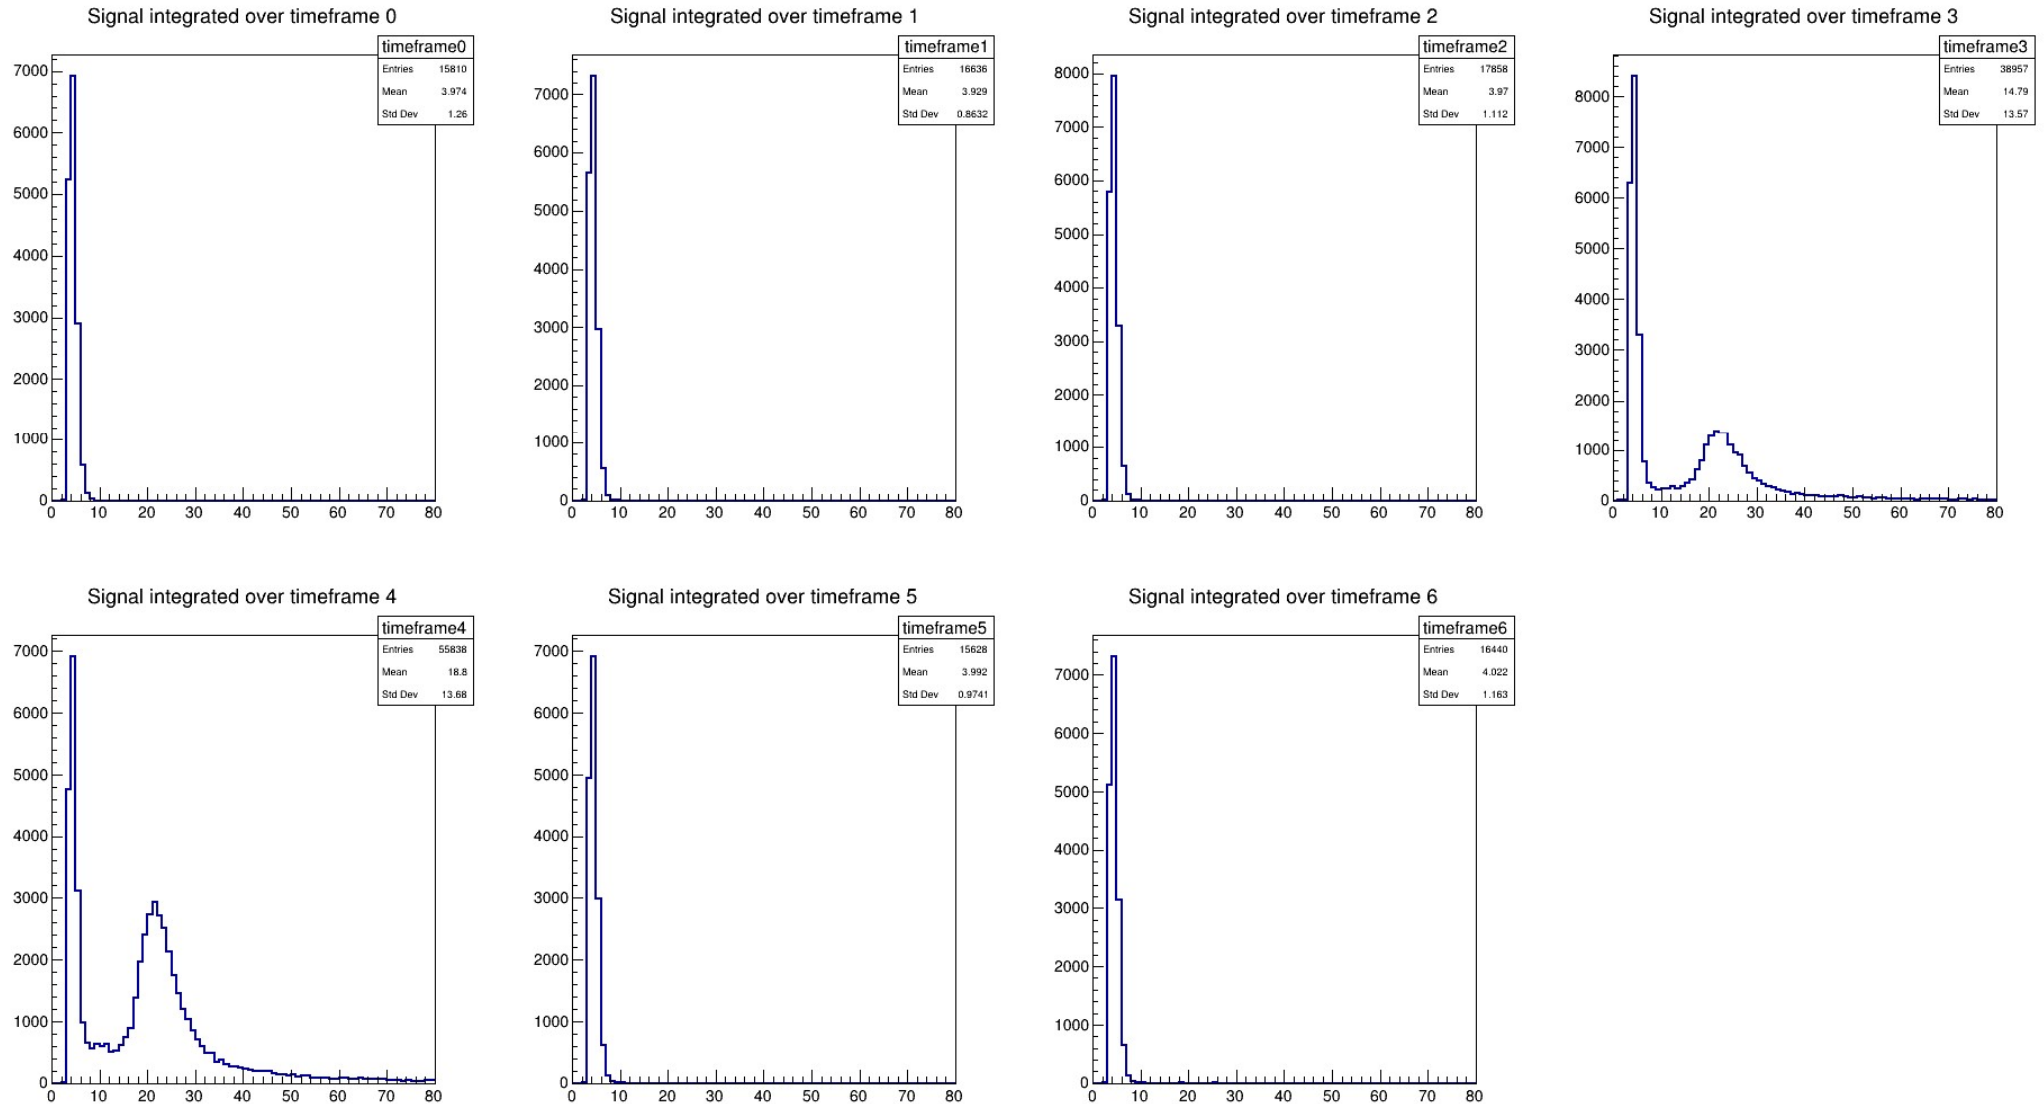 Signal integrated over timeframe 0
timeframe0
Entries 15810
Mean 3.974
Std Dev 1.26
7000
6000
5000
4000
3000
2000
1000
0
0 10 20 30 40 50 60 70 80
Signal integrated over timeframe 1
timeframe1
Entries 16636
Mean 3.929
Std Dev 0.8632
7000
6000
5000
4000
3000
2000
1000
0
0 10 20 30 40 50 60 70 80
Signal integrated over timeframe 2
timeframe2
Entries 17858
Mean 3.97
Std Dev 1.112
8000
7000
6000
5000
4000
3000
2000
1000
0
0 10 20 30 40 50 60 70 80
Signal integrated over timeframe 3
timeframe3
Entries 38957
Mean 14.79
Std Dev 13.57
8000
7000
6000
5000
4000
3000
2000
1000
0
0 10 20 30 40 50 60 70 80
Signal integrated over timeframe 4
timeframe4
Entries 55838
Mean 18.8
Std Dev 13.68
7000
6000
5000
4000
3000
2000
1000
0
0 10 20 30 40 50 60 70 80
Signal integrated over timeframe 5
timeframe5
Entries 15628
Mean 3.992
Std Dev 0.9741
7000
6000
5000
4000
3000
2000
1000
0
0 10 20 30 40 50 60 70 80
Signal integrated over timeframe 6
timeframe6
Entries 16440
Mean 4.022
Std Dev 1.163
7000
6000
5000
4000
3000
2000
1000
0
0 10 20 30 40 50 60 70 80